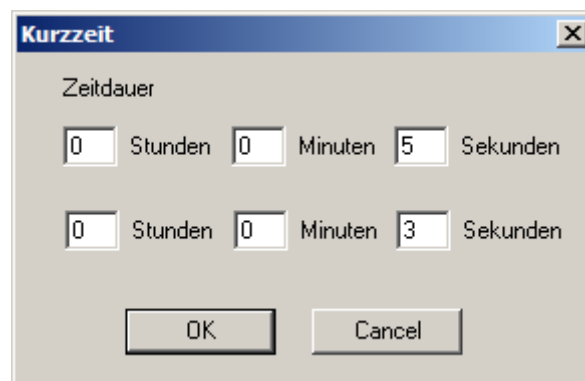 Kurzzeit
Zeitdauer
0 Stunden 0 Minuten 5 Sekunden
0 Stunden 0 Minuten 3 Sekunden
OK Cancel